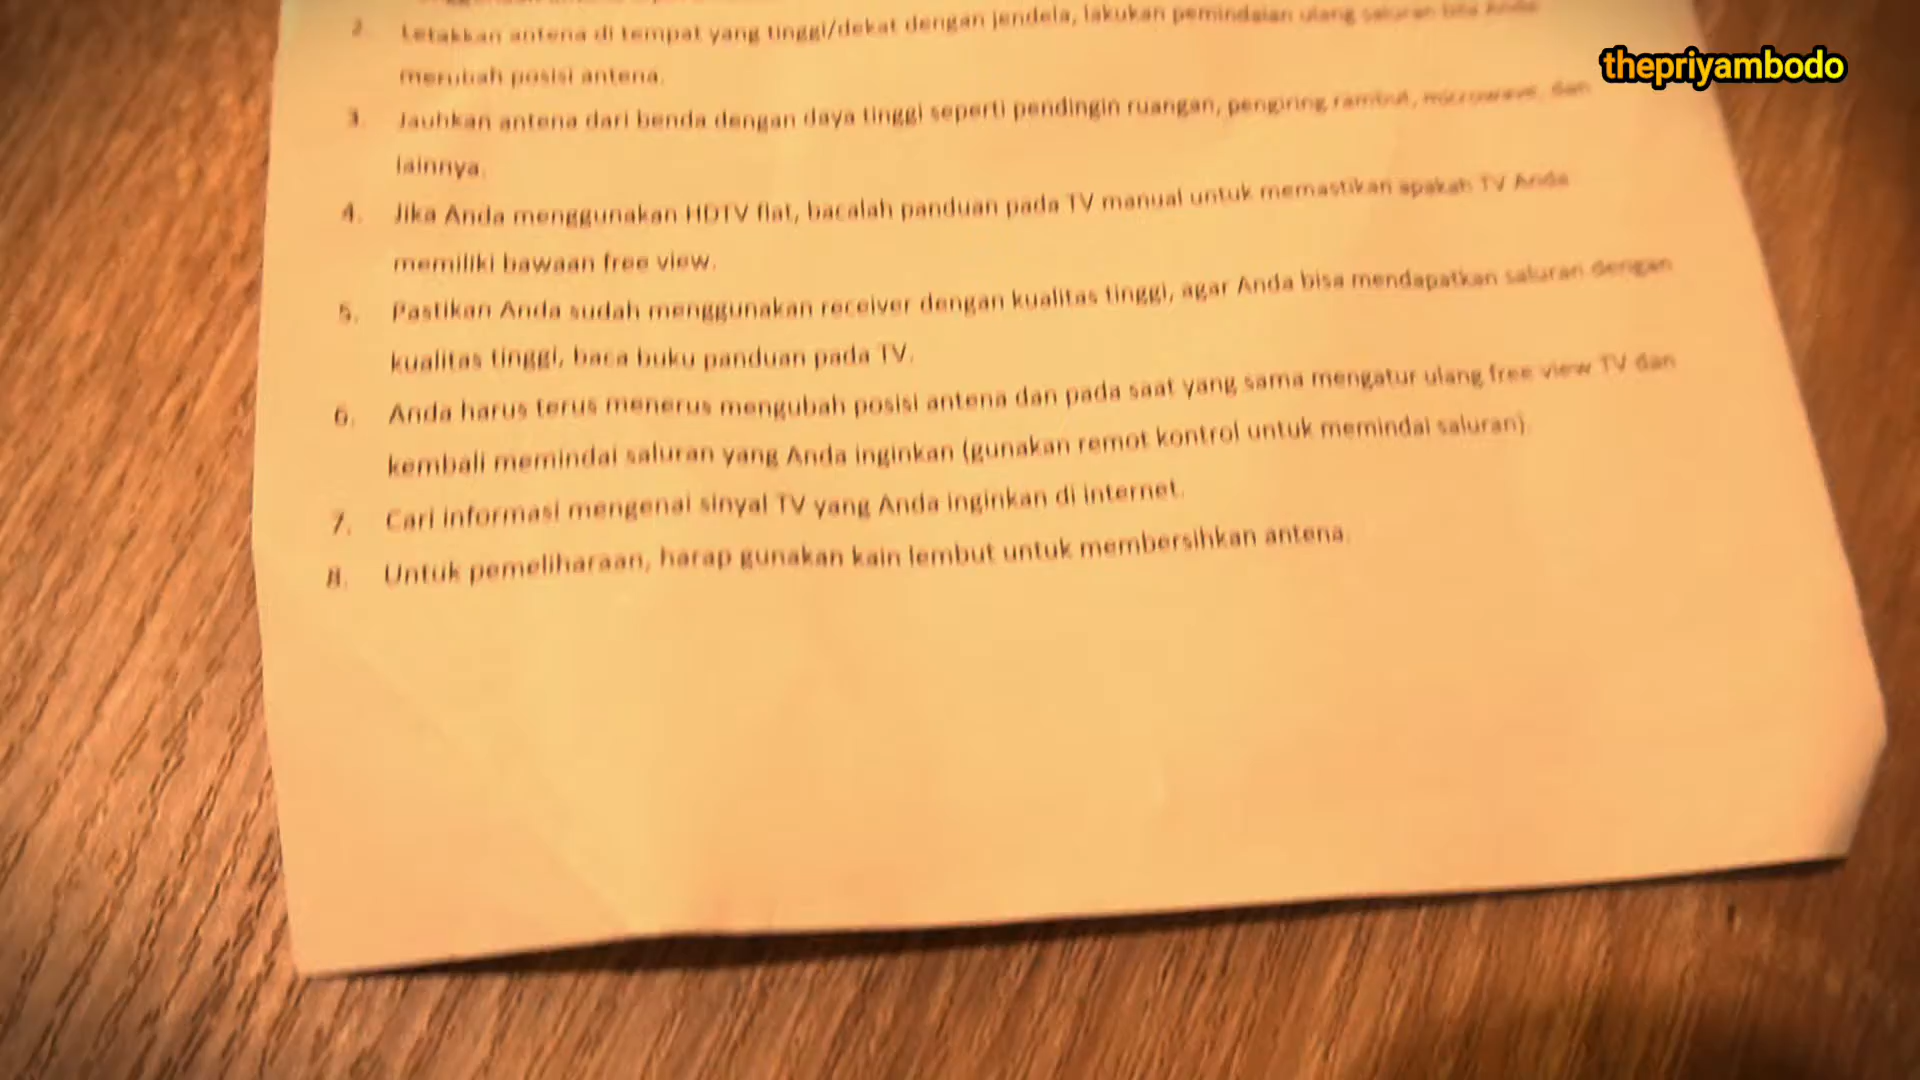 thepriyambodo
2. Letakkan antena di tempat yang tinggi/dekat dengan jendela, lakukan pemindaian ulang saluran bila Anda
merubah posisi antena.
3. Jauhkan antena dari benda dengan daya tinggi seperti pendingin ruangan, pengiring rambut, microwave, dan
lainnya.
4. Jika Anda menggunakan HDTV flat, bacalah panduan pada TV manual untuk memastikan apakah TV Anda
memiliki bawaan free view.
5. Pastikan Anda sudah menggunakan receiver dengan kualitas tinggi, agar Anda bisa mendapatkan saluran dengan
kualitas tinggi, baca buku panduan pada TV.
6. Anda harus terus menerus mengubah posisi antena dan pada saat yang sama mengatur ulang free view TV dan
kembali memindai saluran yang Anda inginkan (gunakan remot kontrol untuk memindai saluran).
7. Cari informasi mengenai sinyal TV yang Anda inginkan di internet.
8. Untuk pemeliharaan, harap gunakan kain lembut untuk membersihkan antena.